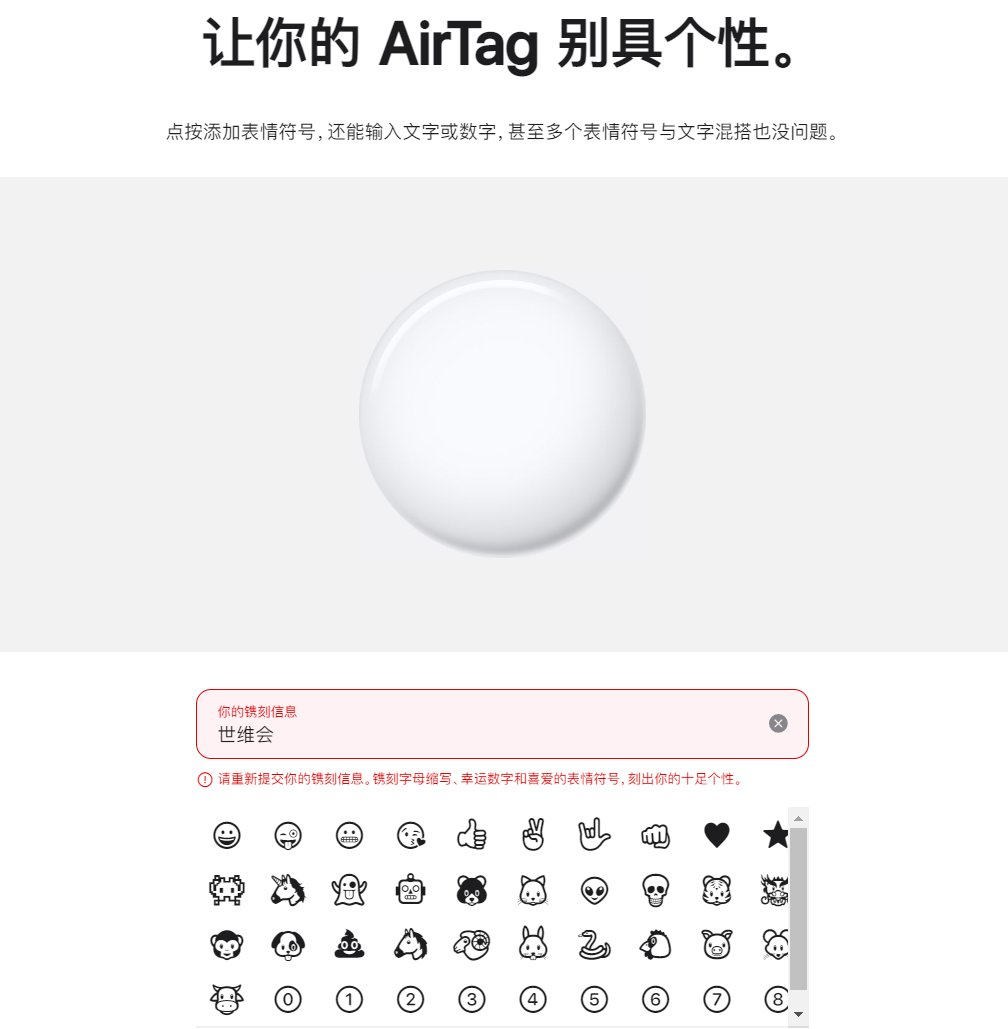 让你的 AirTag 别具个性。
点按添加表情符号，还能输入文字或数字，甚至多个表情符号与文字混搭也没问题。
你的镌刻信息
世维会
请重新提交你的镌刻信息。镌刻字母缩写、幸运数字和喜爱的表情符号，刻出你的十足个性。
0 1 2 3 4 5 6 7 8